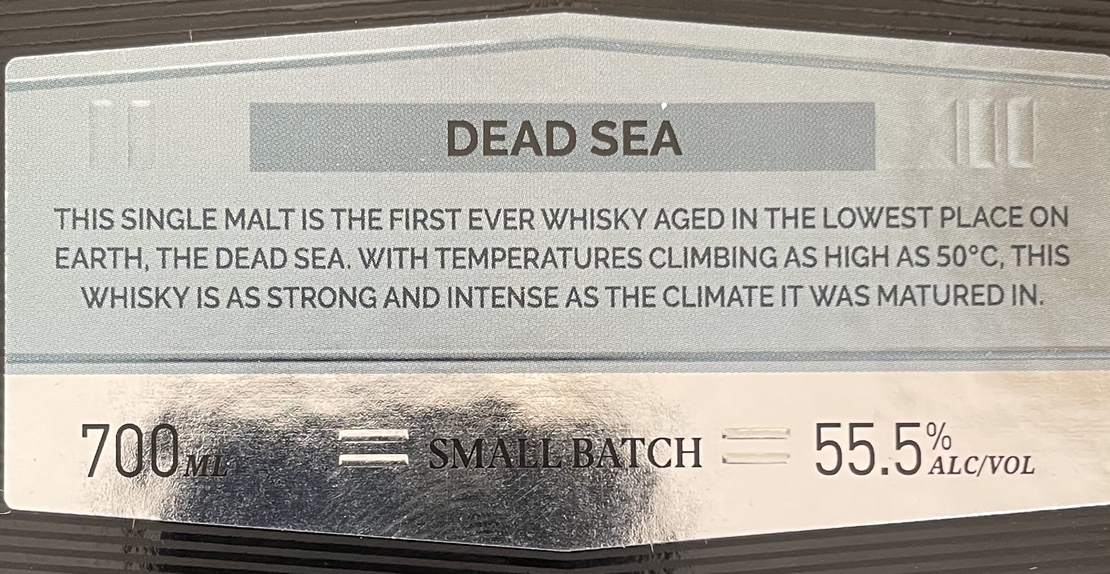 DEAD SEA
THIS SINGLE MALT IS THE FIRST EVER WHISKY AGED IN THE LOWEST PLACE ON
EARTH, THE DEAD SEA. WITH TEMPERATURES CLIMBING AS HIGH AS 50°C, THIS
WHISKY IS AS STRONG AND INTENSE AS THE CLIMATE IT WAS MATURED IN.
700 ML SMALL BATCH 55.5% ALC/VOL